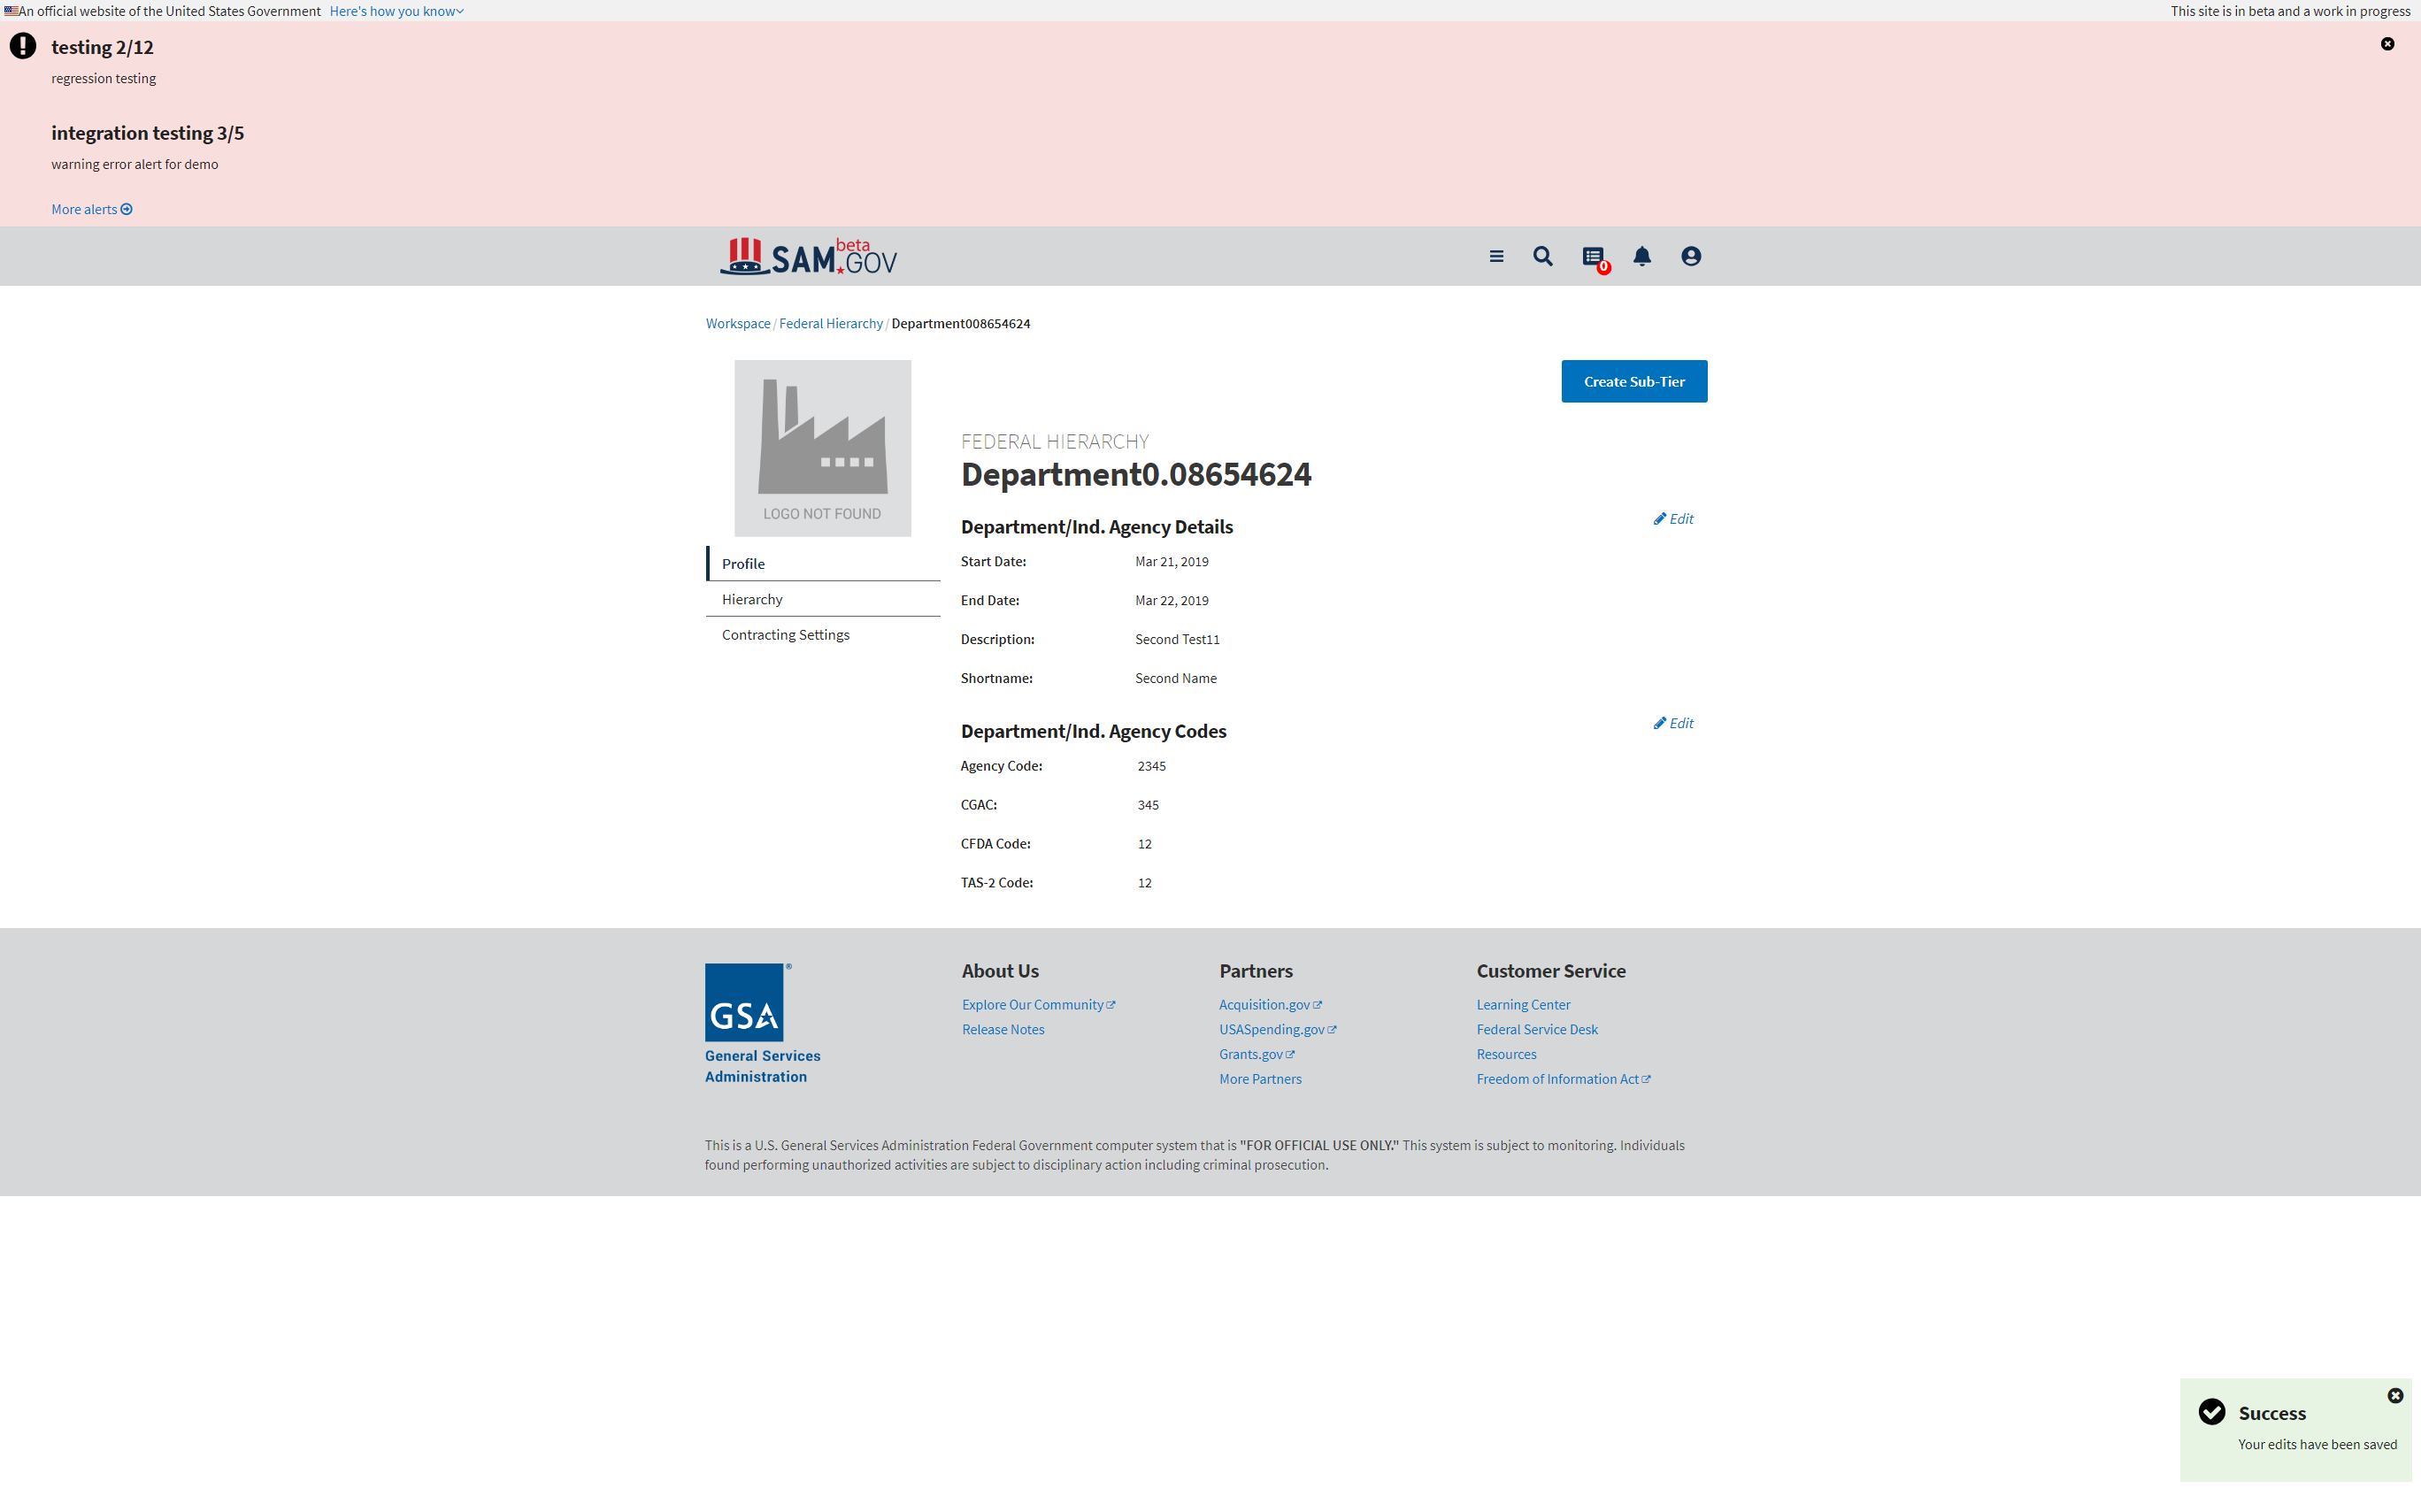 An official website of the United States Government Here's how you know
This site is in beta and a work in progress
testing 2/12
regression testing
integration testing 3/5
warning error alert for demo
More alerts
SAM.GOV beta
0
Workspace / Federal Hierarchy / Department008654624
LOGO NOT FOUND
Create Sub-Tier
FEDERAL HIERARCHY
Department0.08654624
Profile
Hierarchy
Contracting Settings
Department/Ind. Agency Details
Edit
Start Date: Mar 21, 2019
End Date: Mar 22, 2019
Description: Second Test11
Shortname: Second Name
Department/Ind. Agency Codes
Edit
Agency Code: 2345
CGAC: 345
CFDA Code: 12
TAS-2 Code: 12
GSA ®
General Services
Administration
About Us
Explore Our Community
Release Notes
Partners
Acquisition.gov
USASpending.gov
Grants.gov
More Partners
Customer Service
Learning Center
Federal Service Desk
Resources
Freedom of Information Act
This is a U.S. General Services Administration Federal Government computer system that is "FOR OFFICIAL USE ONLY." This system is subject to monitoring. Individuals
found performing unauthorized activities are subject to disciplinary action including criminal prosecution.
Success
Your edits have been saved